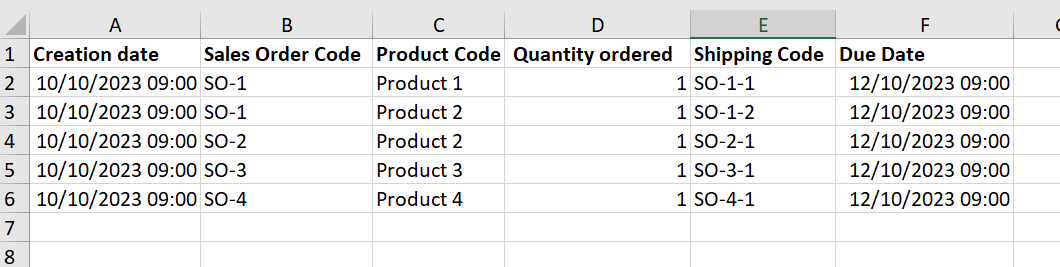 A B C D E F
1 Creation date Sales Order Code Product Code Quantity ordered Shipping Code Due Date
2 10/10/2023 09:00 SO-1 Product 1 1 SO-1-1 12/10/2023 09:00
3 10/10/2023 09:00 SO-1 Product 2 1 SO-1-2 12/10/2023 09:00
4 10/10/2023 09:00 SO-2 Product 2 1 SO-2-1 12/10/2023 09:00
5 10/10/2023 09:00 SO-3 Product 3 1 SO-3-1 12/10/2023 09:00
6 10/10/2023 09:00 SO-4 Product 4 1 SO-4-1 12/10/2023 09:00
7
8